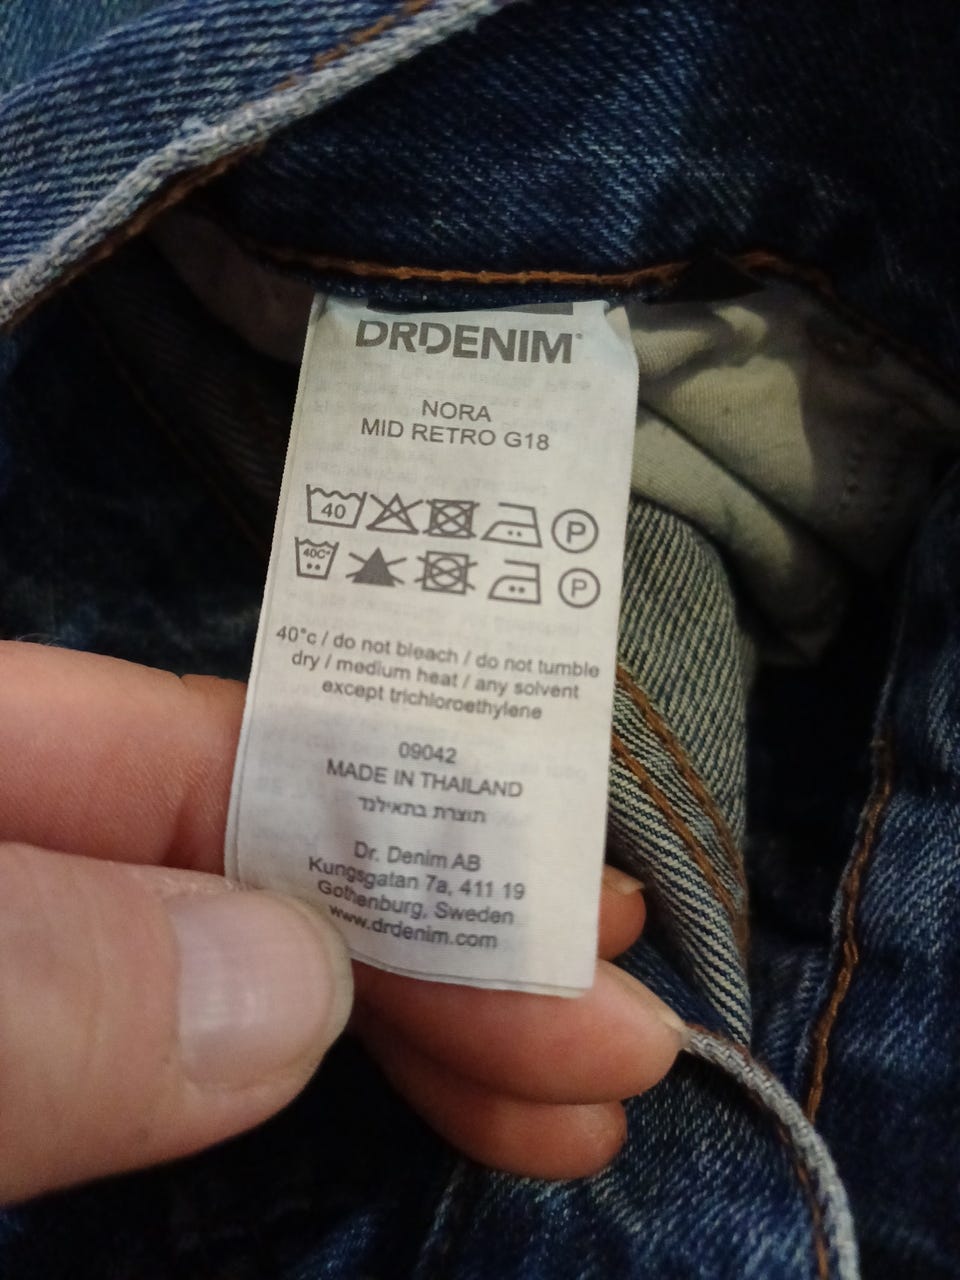 DRDENIM®
NORA
MID RETRO G18
40 P
40C° P
40°c / do not bleach / do not tumble
dry / medium heat / any solvent
except trichloroethylene
09042
MADE IN THAILAND
תוצרת בתאילנד
Dr. Denim AB
Kungsgatan 7a, 411 19
Gothenburg, Sweden
www.drdenim.com